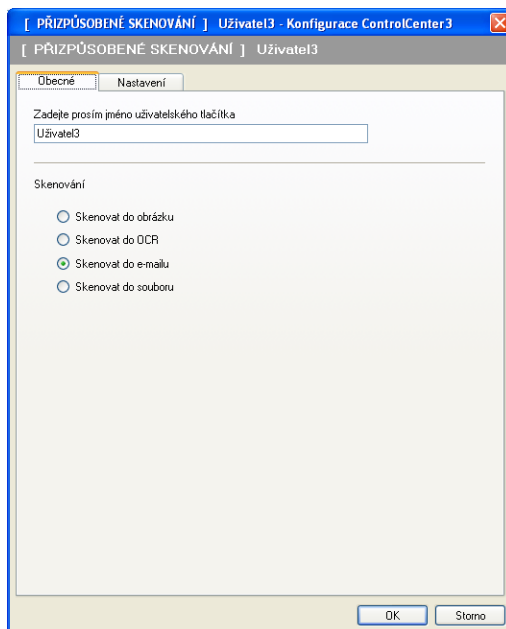 [ PŘIZPŮSOBENÉ SKENOVÁNÍ ] Uživatel3 - Konfigurace ControlCenter3
[ PŘIZPŮSOBENÉ SKENOVÁNÍ ] Uživatel3
Obecné Nastavení
Zadejte prosím jméno uživatelského tlačítka
Uživatel3
Skenování
Skenovat do obrázku
Skenovat do OCR
Skenovat do e-mailu
Skenovat do souboru
OK Storno